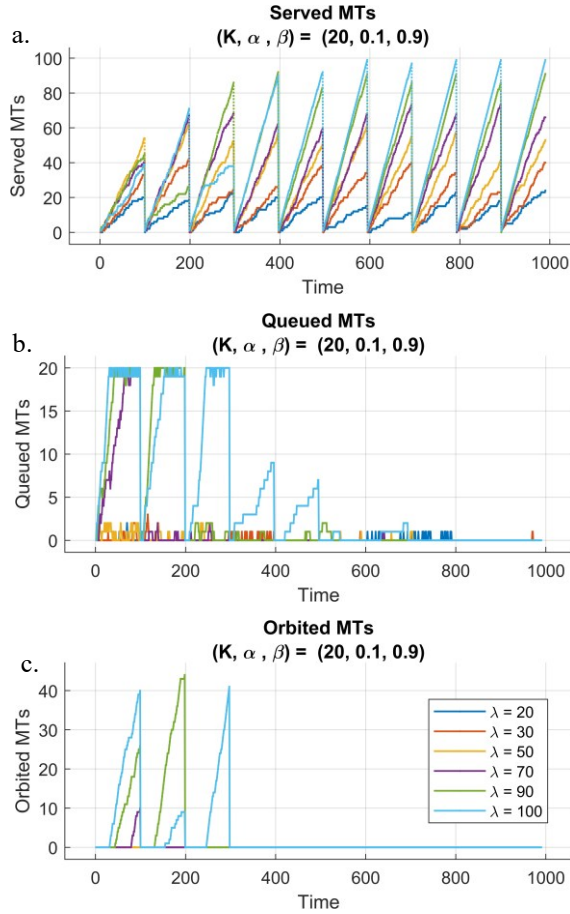 a.
Served MTs
(K, α , β) = (20, 0.1, 0.9)
100
80
60
40
20
0
Served MTs
0 200 400 600 800 1000
Time
b.
Queued MTs
(K, α , β) = (20, 0.1, 0.9)
20
15
10
5
0
Queued MTs
0 200 400 600 800 1000
Time
c.
Orbited MTs
(K, α , β) = (20, 0.1, 0.9)
40
30
20
10
0
Orbited MTs
λ = 20
λ = 30
λ = 50
λ = 70
λ = 90
λ = 100
0 200 400 600 800 1000
Time